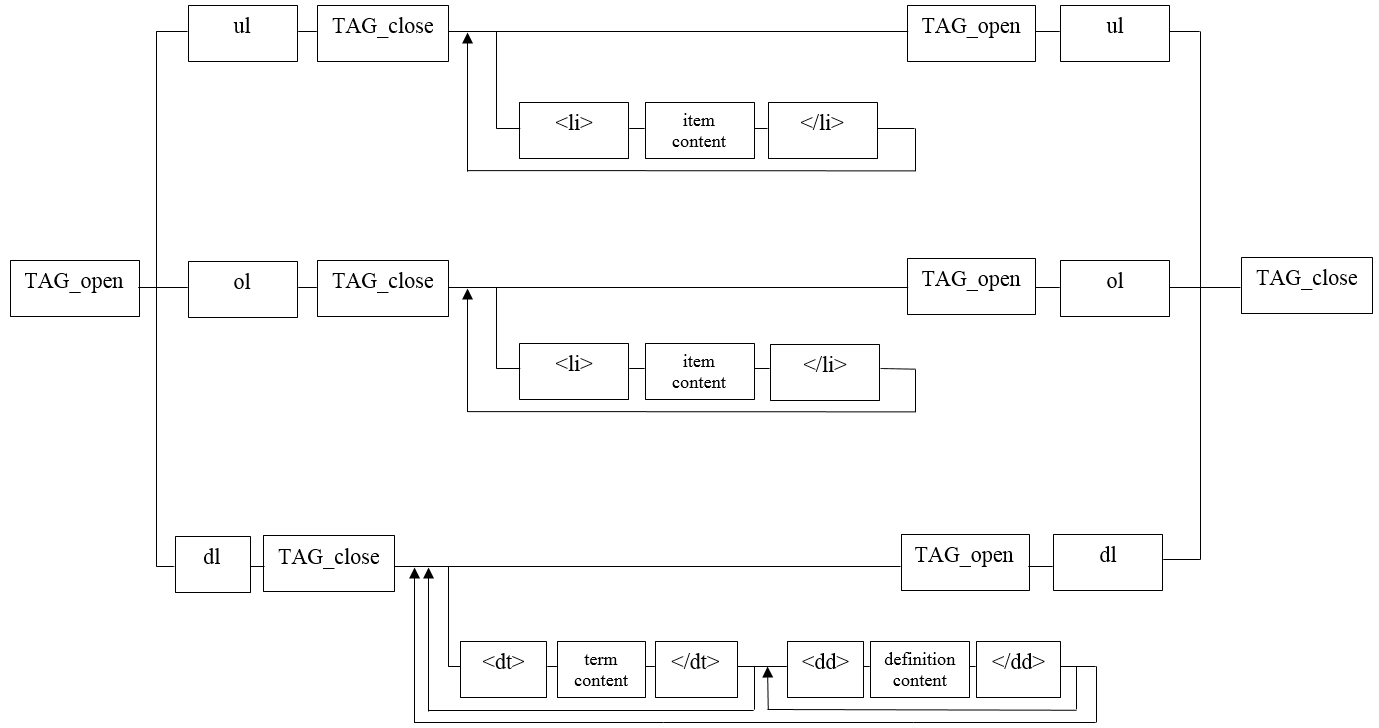 ul
TAG_close
TAG_open
ul
<li>
item
content
</li>
TAG_open
ol
TAG_close
TAG_open
ol
TAG_close
<li>
item
content
</li>
dl
TAG_close
TAG_open
dl
<dt>
term
content
</dt>
<dd>
definition
content
</dd>